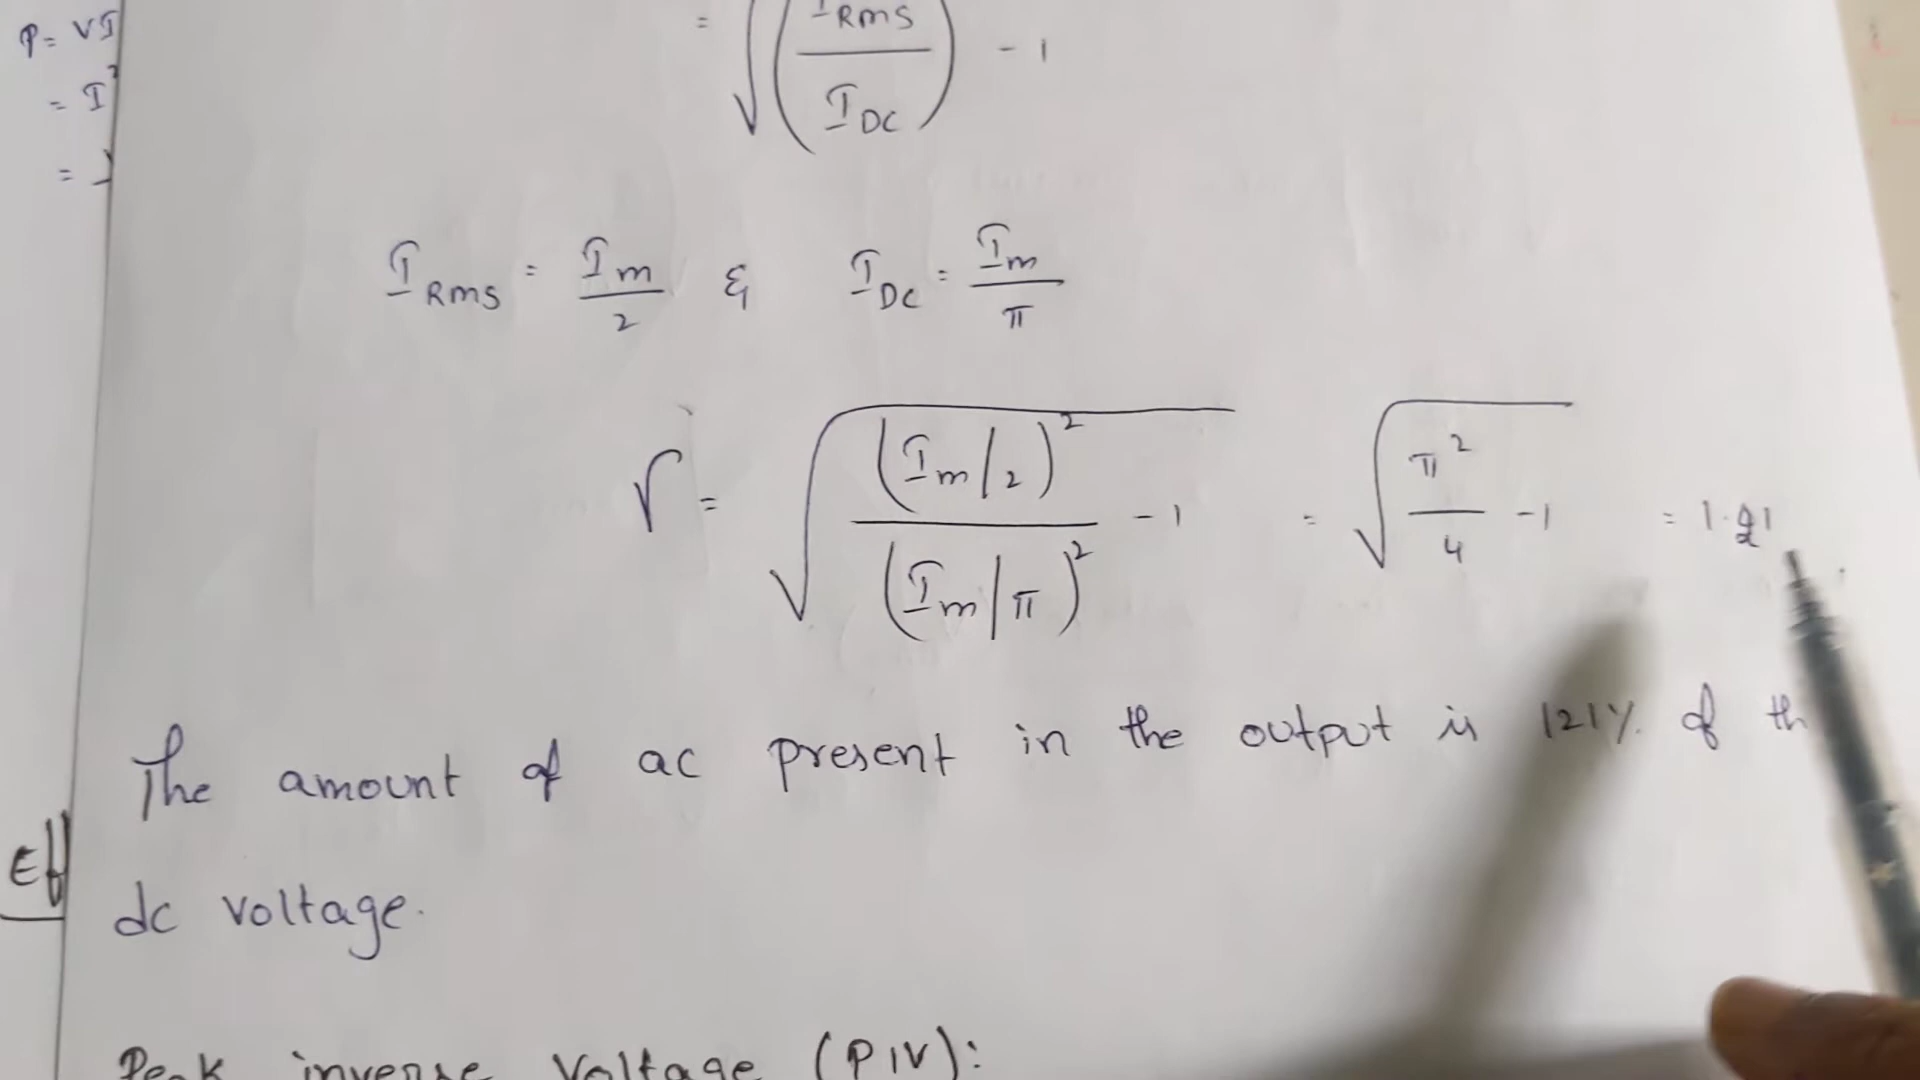 P = VI
= √(I_RMS / I_DC) - 1
= I²
=
I_RMS = I_m / 2 & I_DC = I_m / π
r = √((I_m/2)² / (I_m/π)² - 1) = √(π² / 4 - 1) = 1.21
The amount of ac present in the output is 121% of th
Eff
dc voltage.
Peak inverse Voltage (PIV):